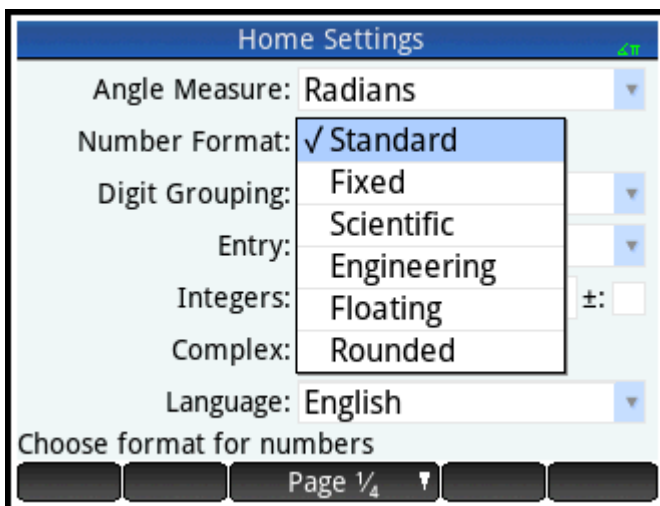 Home Settings
∠π
Angle Measure: Radians
Number Format: √ Standard
Fixed
Digit Grouping:
Scientific
Entry:
Engineering
Integers:
Floating
±:
Complex:
Rounded
Language: English
Choose format for numbers
Page ¼